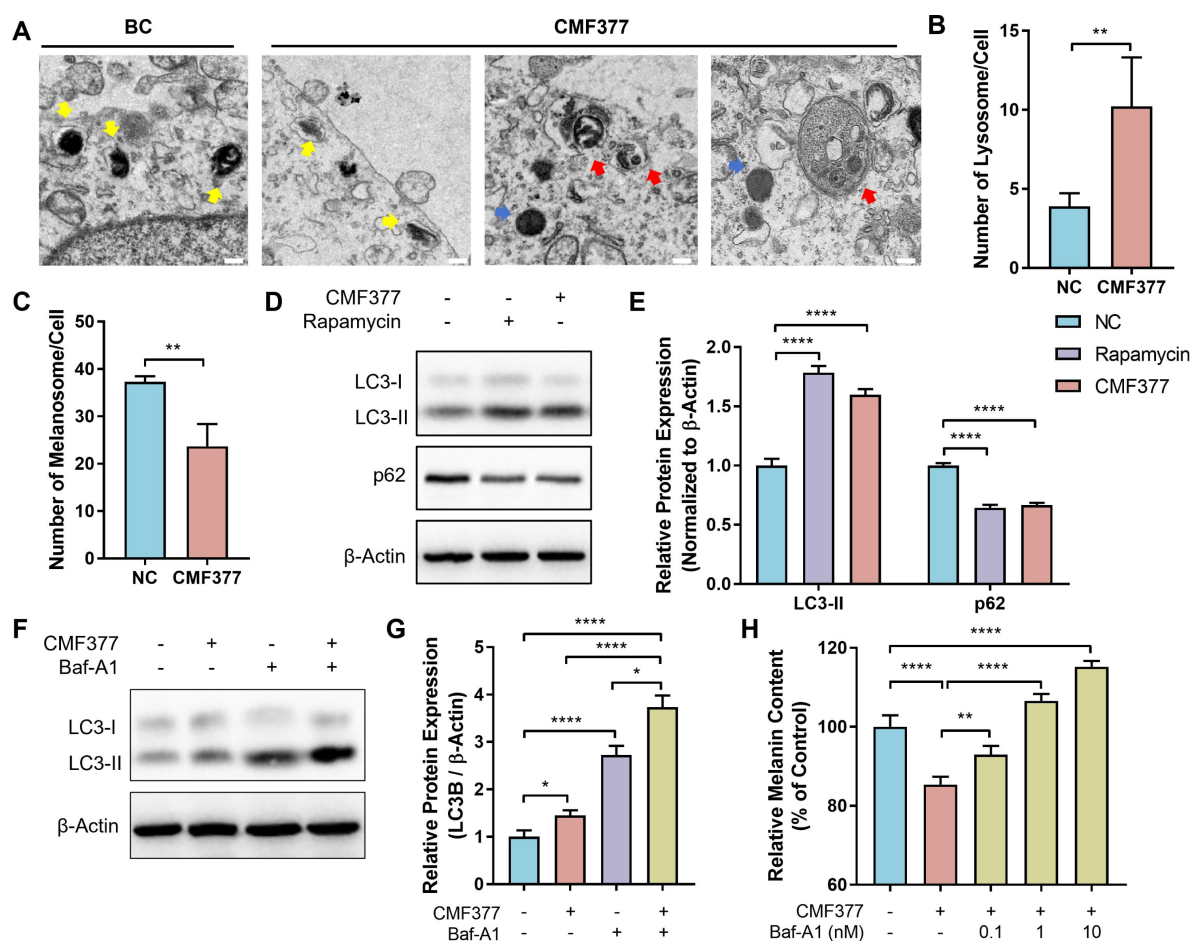 A
BC
CMF377
B
Number of Lysosome/Cell
15
10
5
0
**
NC CMF377
C
Number of Melanosome/Cell
50
40
30
20
10
0
**
NC CMF377
D
CMF377 - - +
Rapamycin - + -
LC3-I
LC3-II
p62
β-Actin
E
Relative Protein Expression
(Normalized to β-Actin)
2.0
1.5
1.0
0.5
0.0
****
****
****
****
LC3-II p62
NC
Rapamycin
CMF377
F
CMF377 - + - +
Baf-A1 - - + +
LC3-I
LC3-II
β-Actin
G
Relative Protein Expression
(LC3B / β-Actin)
5
4
3
2
1
0
****
****
*
****
*
CMF377 - + - +
Baf-A1 - - + +
H
Relative Melanin Content
(% of Control)
120
100
80
60
****
**** ****
**
CMF377 - + + + +
Baf-A1 (nM) - - 0.1 1 10